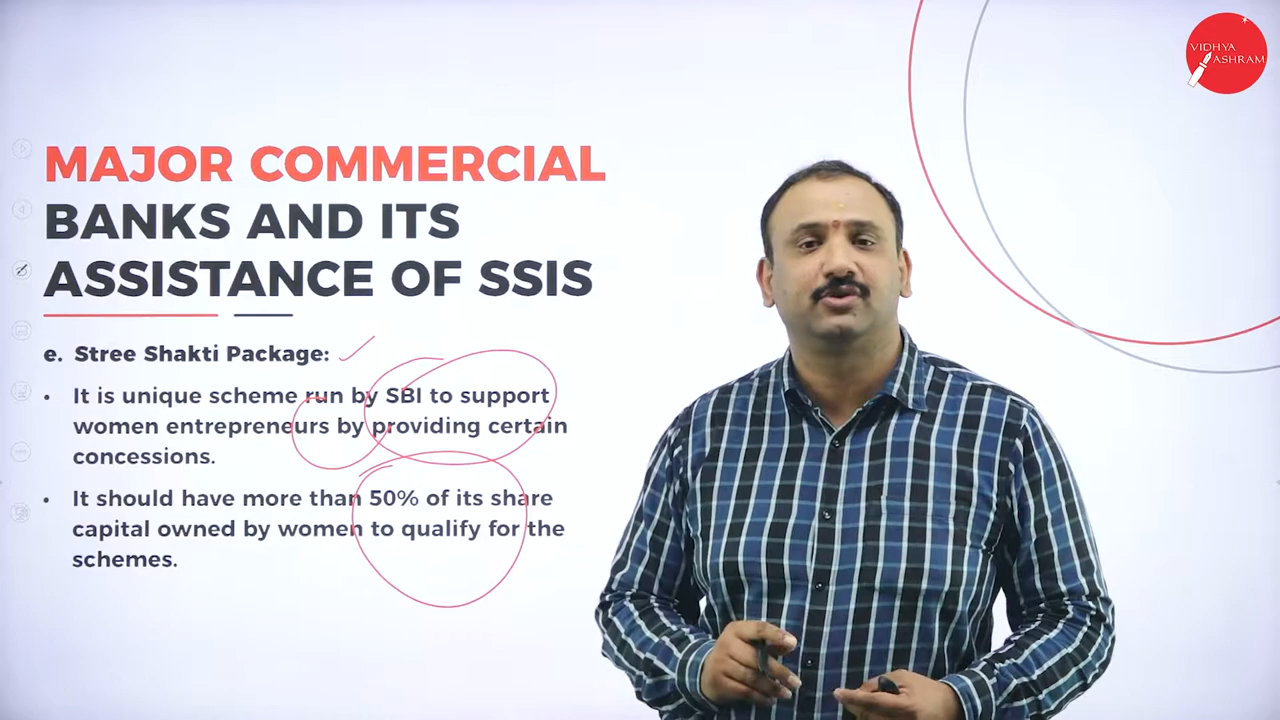 VIDHYA
ASHRAM
MAJOR COMMERCIAL
BANKS AND ITS
ASSISTANCE OF SSIS
e. Stree Shakti Package:
• It is unique scheme run by SBI to support
women entrepreneurs by providing certain
concessions.
• It should have more than 50% of its share
capital owned by women to qualify for the
schemes.